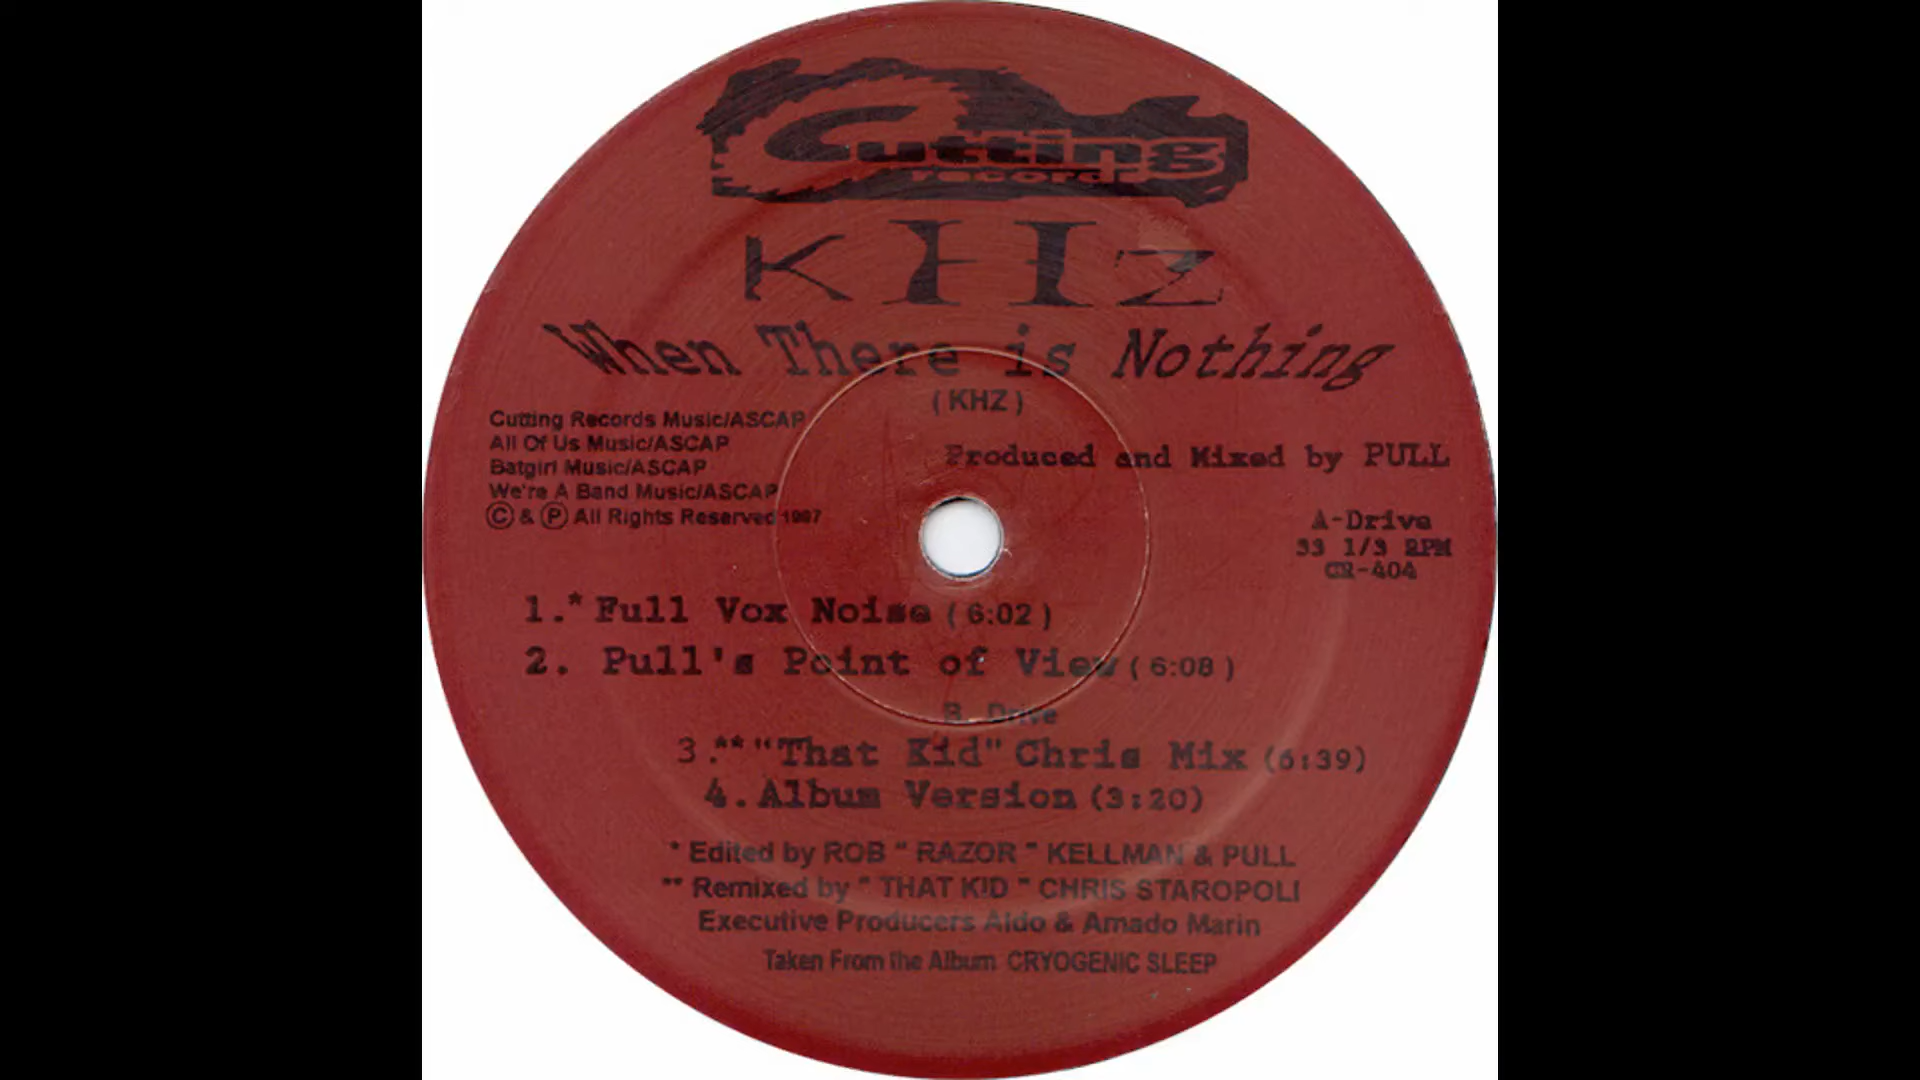 Cutting
records
KHz
When There is Nothing
(KHZ)
Cutting Records Music/ASCAP
All Of Us Music/ASCAP
Batgirl Music/ASCAP
We're A Band Music/ASCAP
© & ℗ All Rights Reserved 1997
Produced and Mixed by PULL
A-Drive
33 1/3 RPM
CR-404
1.* Full Vox Noise (6:02)
2. Pull's Point of View (6:08)
B. Drive
3.** "That Kid" Chris Mix (6:39)
4. Album Version (3:20)
* Edited by ROB " RAZOR " KELLMAN & PULL
** Remixed by " THAT KID " CHRIS STAROPOLI
Executive Producers Aldo & Amado Marin
Taken From the Album CRYOGENIC SLEEP